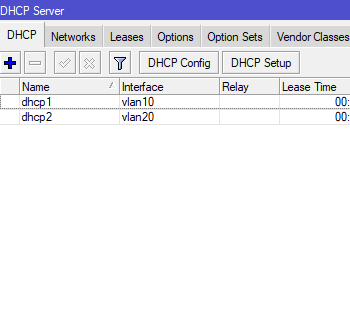 DHCP Server
DHCP Networks Leases Options Option Sets Vendor Classes
DHCP Config DHCP Setup
Name Interface Relay Lease Time
dhcp1 vlan10 00:
dhcp2 vlan20 00: